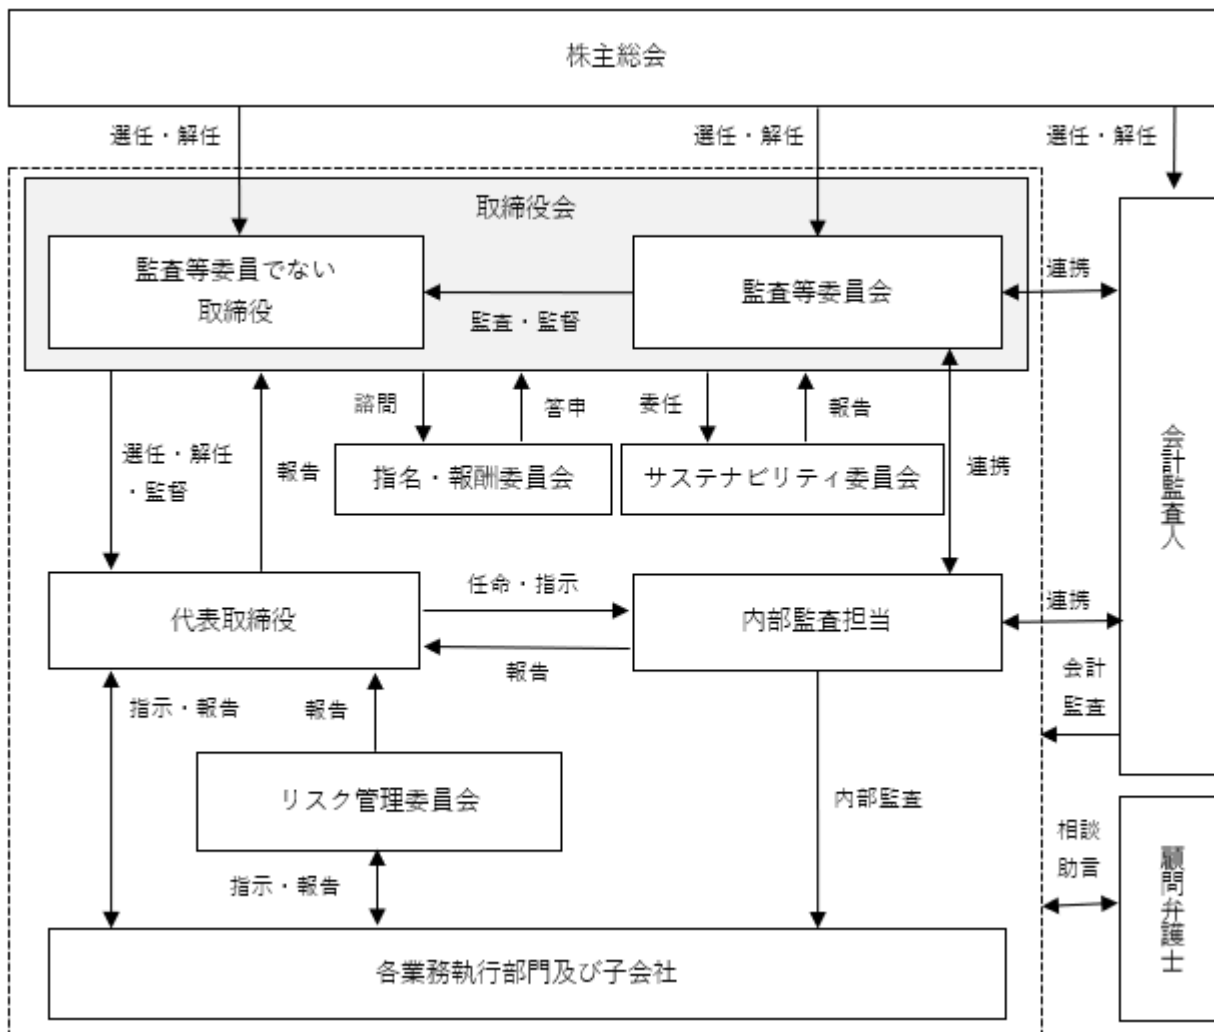 株主総会
選任・解任
選任・解任
選任・解任
取締役会
監査等委員でない
取締役
監査等委員会
監査・監督
連携
諮問
答申
委任
報告
選任・解任
・監督
報告
指名・報酬委員会
サステナビリティ委員会
連携
会計監査人
代表取締役
任命・指示
報告
内部監査担当
連携
会計
監査
指示・報告
報告
リスク管理委員会
内部監査
指示・報告
相談
助言
顧問弁護士
各業務執行部門及び子会社